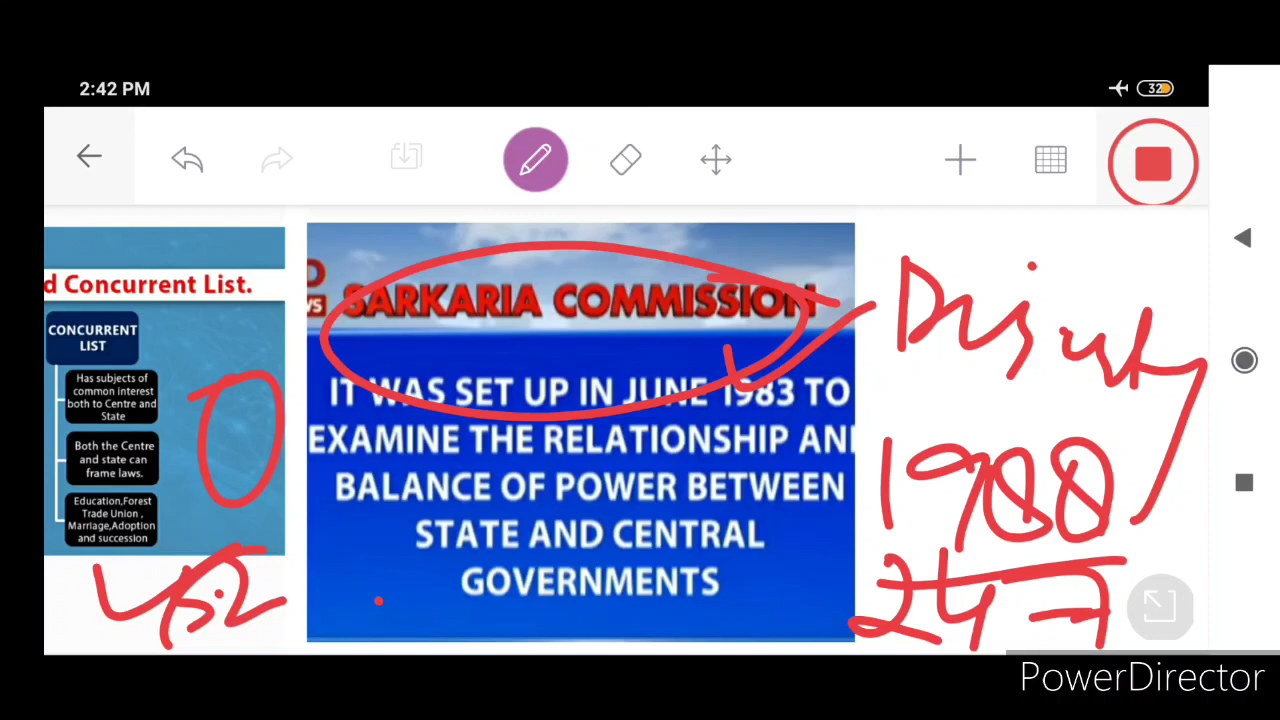 2:42 PM
32
d Concurrent List.
CONCURRENT
LIST
Has subjects of
common interest
both to Centre and
State
Both the Centre
and state can
frame laws.
Education,Forest
Trade Union ,
Marriage,Adoption
and succession
D
WS
SARKARIA COMMISSION
IT WAS SET UP IN JUNE 1983 TO
EXAMINE THE RELATIONSHIP AN
BALANCE OF POWER BETWEEN
STATE AND CENTRAL
GOVERNMENTS
1988
247
PowerDirector